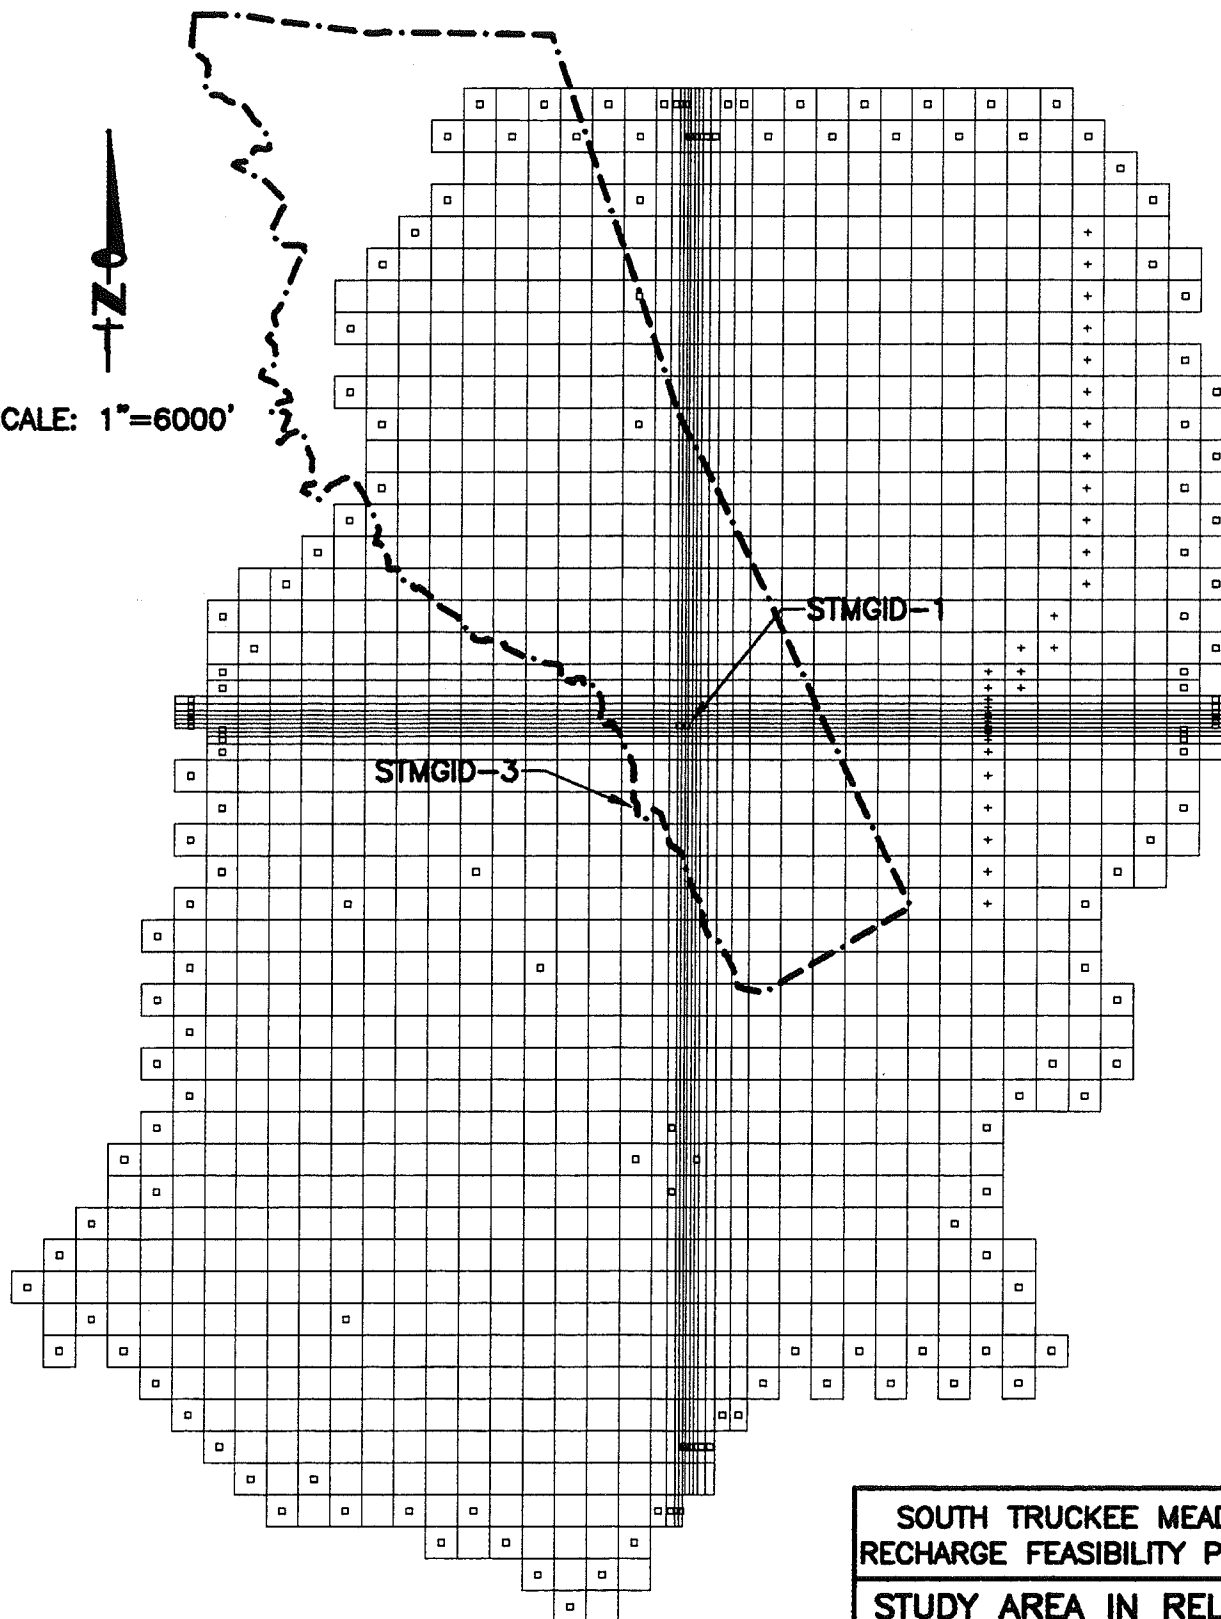 N
CALE: 1"=6000'
STMGID-1
STMGID-3
SOUTH TRUCKEE MEAD
RECHARGE FEASIBILITY P
STUDY AREA IN REL